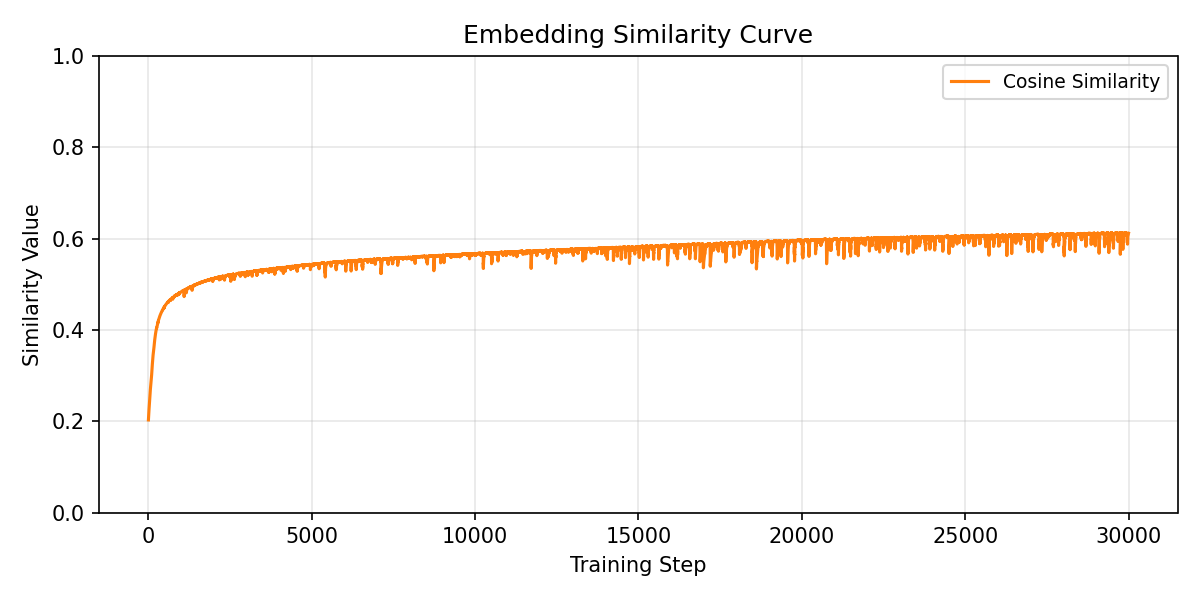 Embedding Similarity Curve
Cosine Similarity
Similarity Value
1.0
0.8
0.6
0.4
0.2
0.0
0 5000 10000 15000 20000 25000 30000
Training Step